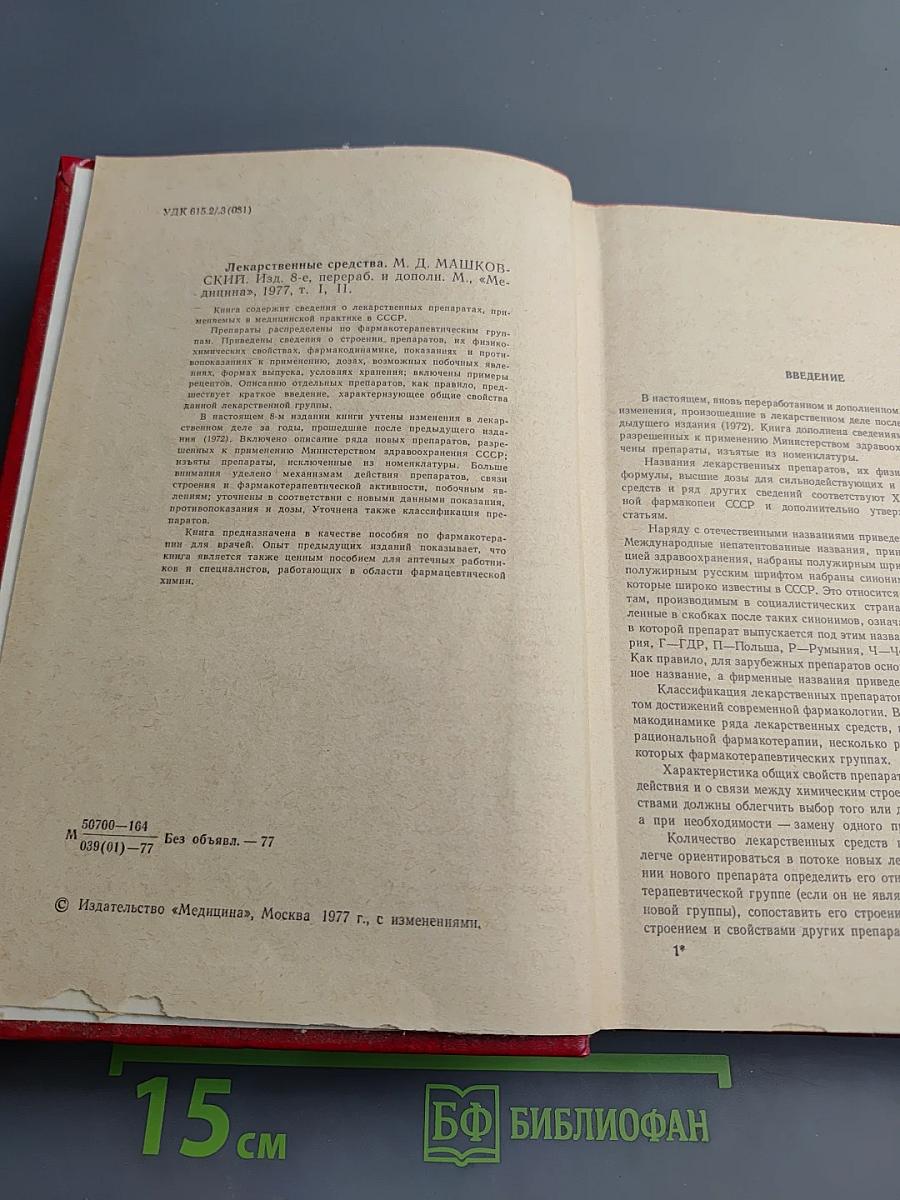 УДК 615.2/.3(031)
Лекарственные средства. М. Д. МАШКОВ-
СКИЙ. Изд. 8-е, перераб. и дополн. М., «Ме-
дицина», 1977, т. I, II.
Книга содержит сведения о лекарственных препаратах, при-
меняемых в медицинской практике в СССР.
Препараты распределены по фармакотерапевтическим груп-
пам. Приведены сведения о строении препаратов, их физико-
химических свойствах, фармакодинамике, показаниях и проти-
вопоказаниях к применению, дозах, возможных побочных явле-
ниях, формах выпуска, условиях хранения; включены примеры
рецептов. Описанию отдельных препаратов, как правило, пред-
шествует краткое введение, характеризующее общие свойства
данной лекарственной группы.
В настоящем 8-м издании книги учтены изменения в лекар-
ственном деле за годы, прошедшие после предыдущего изда-
ния (1972). Включено описание ряда новых препаратов, разре-
шенных к применению Министерством здравоохранения СССР;
изъяты препараты, исключенные из номенклатуры. Больше
внимания уделено механизмам действия препаратов, связи
строения и фармакотерапевтической активности, побочным яв-
лениям; уточнены в соответствии с новыми данными показания,
противопоказания и дозы. Уточнена также классификация пре-
паратов.
Книга предназначена в качестве пособия по фармакотера-
пии для врачей. Опыт предыдущих изданий показывает, что
книга является также ценным пособием для аптечных работни-
ков и специалистов, работающих в области фармацевтической
химии.
М 50700—164
039(01)—77 Без объявл. — 77
© Издательство «Медицина», Москва 1977 г., с изменениями.
ВВЕДЕНИЕ
В настоящем, вновь переработанном и дополненном
изменения, произошедшие в лекарственном деле после
дыдущего издания (1972). Книга дополнена сведениям
разрешенных к применению Министерством здравоох
чены препараты, изъятые из номенклатуры.
Названия лекарственных препаратов, их физи
формулы, высшие дозы для сильнодействующих и
средств и ряд других сведений соответствуют X
ной фармакопеи СССР и дополнительно утвер
статьям.
Наряду с отечественными названиями приведе
Международные непатентованные названия, прин
цией здравоохранения, набраны полужирным шри
полужирным русским шрифтом набраны синони
которые широко известны в СССР. Это относится
там, производимым в социалистических страна
ленные в скобках после таких синонимов, означа
в которой препарат выпускается под этим назва
рия, Г—ГДР, П—Польша, Р—Румыния, Ч—Че
Как правило, для зарубежных препаратов осно
ное название, а фирменные названия приведе
Классификация лекарственных препаратов
том достижений современной фармакологии. В
макодинамике ряда лекарственных средств,
рациональной фармакотерапии, несколько р
которых фармакотерапевтических группах.
Характеристика общих свойств препарат
действия и о связи между химическим строе
ствами должны облегчить выбор того или д
а при необходимости — замену одного пр
Количество лекарственных средств
легче ориентироваться в потоке новых ле
нии нового препарата определить его отн
терапевтической группе (если он не явля
новой группы), сопоставить его строени
строением и свойствами других препара
1*
15 см
БФ БИБЛИОФАН